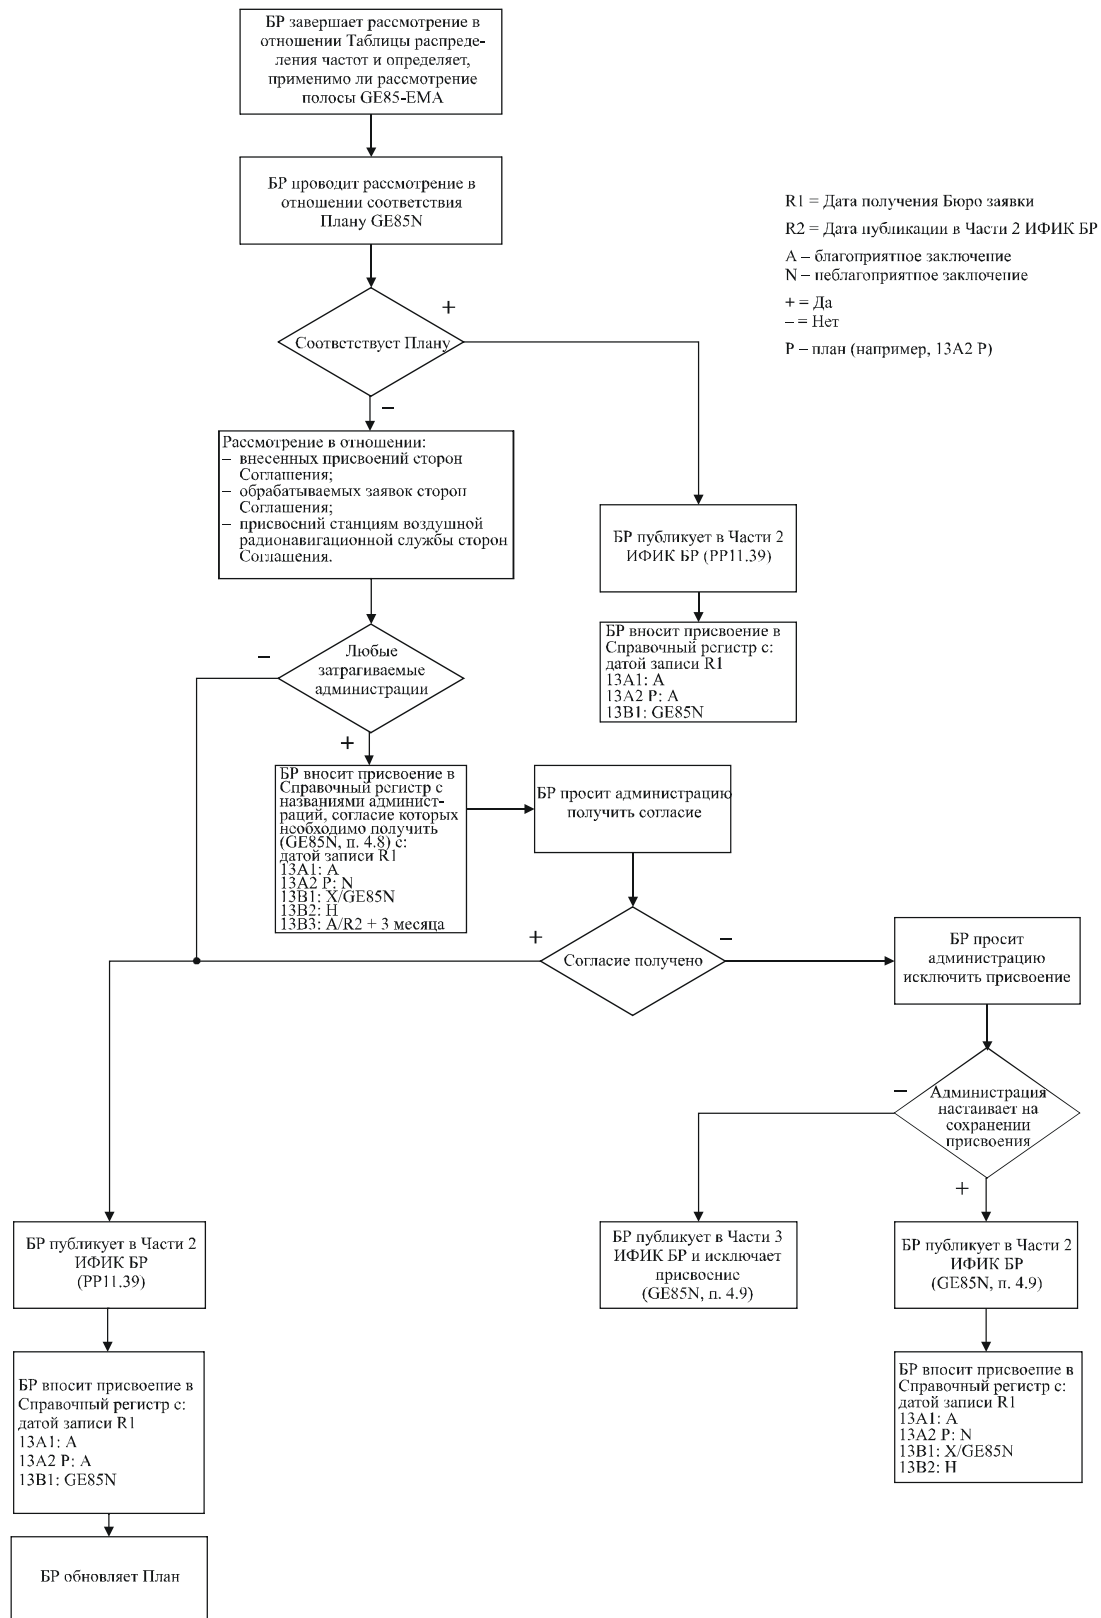 БР завершает рассмотрение в
отношении Таблицы распреде-
ления частот и определяет,
применимо ли рассмотрение
полосы GE85-EMA
БР проводит рассмотрение в
отношении соответствия
Плану GE85N
R1 = Дата получения Бюро заявки
R2 = Дата публикации в Части 2 ИФИК БР
A – благоприятное заключение
N – неблагоприятное заключение
+ = Да
– = Нет
P – план (например, 13A2 P)
+
Соответствует Плану
–
Рассмотрение в отношении:
– внесенных присвоений сторон
Соглашения;
– обрабатываемых заявок сторон
Соглашения;
– присвоений станциям воздушной
радионавигационной службы сторон
Соглашения.
БР публикует в Части 2
ИФИК БР (РР11.39)
БР вносит присвоение в
Справочный регистр с:
датой записи R1
13A1: A
13A2 P: A
13B1: GE85N
–
Любые
затрагиваемые
администрации
+
БР вносит присвоение в
Справочный регистр с
названиями админист-
раций, согласие которых
необходимо получить
(GE85N, п. 4.8) с:
датой записи R1
13A1: A
13A2 P: N
13B1: X/GE85N
13B2: H
13B3: A/R2 + 3 месяца
БР просит администрацию
получить согласие
+
Согласие получено
–
БР просит
администрацию
исключить присвоение
–
Администрация
настаивает на
сохранении
присвоения
+
БР публикует в Части 2
ИФИК БР
(РР11.39)
БР публикует в Части 3
ИФИК БР и исключает
присвоение
(GE85N, п. 4.9)
БР публикует в Части 2
ИФИК БР
(GE85N, п. 4.9)
БР вносит присвоение в
Справочный регистр с:
датой записи R1
13A1: A
13A2 P: A
13B1: GE85N
БР вносит присвоение в
Справочный регистр с:
датой записи R1
13A1: A
13A2 P: N
13B1: X/GE85N
13B2: H
БР обновляет План